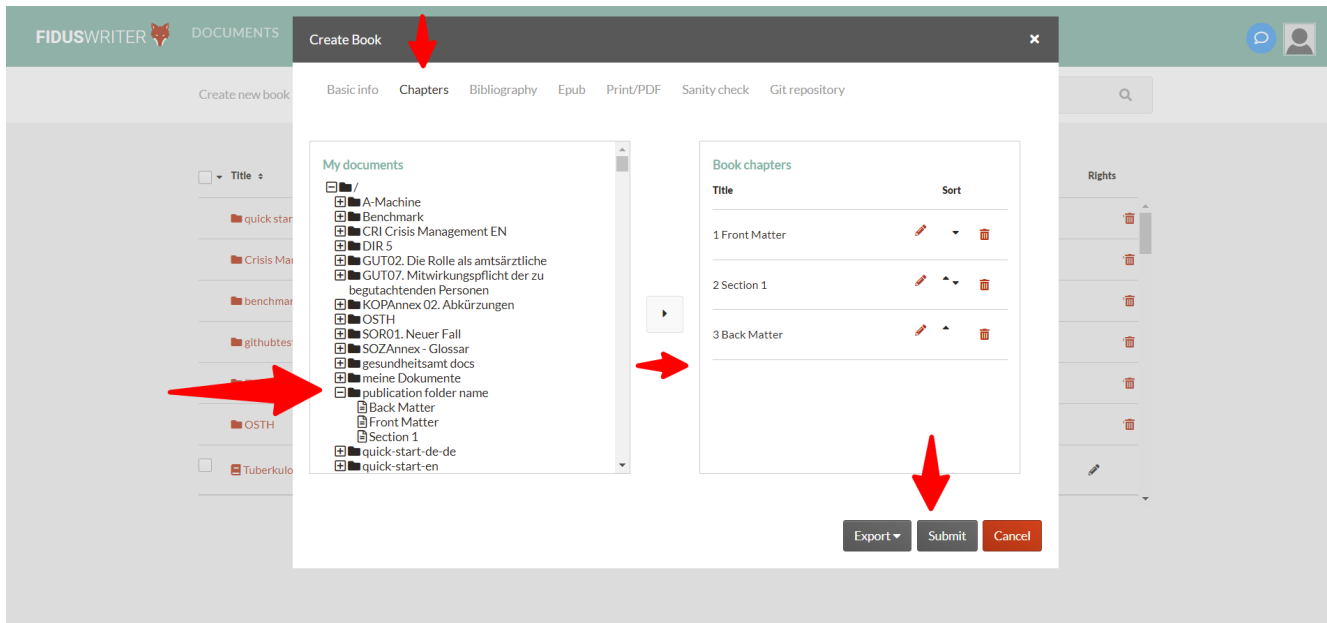 FIDUSWRITER
DOCUMENTS
Create Book
Create new book
Basic info Chapters Bibliography Epub Print/PDF Sanity check Git repository
My documents
/
A-Machine
Benchmark
CRI Crisis Management EN
DIR 5
GUT02. Die Rolle als amtsärztliche
GUT07. Mitwirkungspflicht der zu
begutachtenden Personen
KOPAnnex 02. Abkürzungen
OSTH
SOR01. Neuer Fall
SOZAnnex - Glossar
gesundheitsamt docs
meine Dokumente
publication folder name
Back Matter
Front Matter
Section 1
quick-start-de-de
quick-start-en
Book chapters
Title Sort
1 Front Matter
2 Section 1
3 Back Matter
Export Submit Cancel
Title
Rights
quick star
Crisis Ma
benchmar
githubtes
OSTH
Tuberkulo